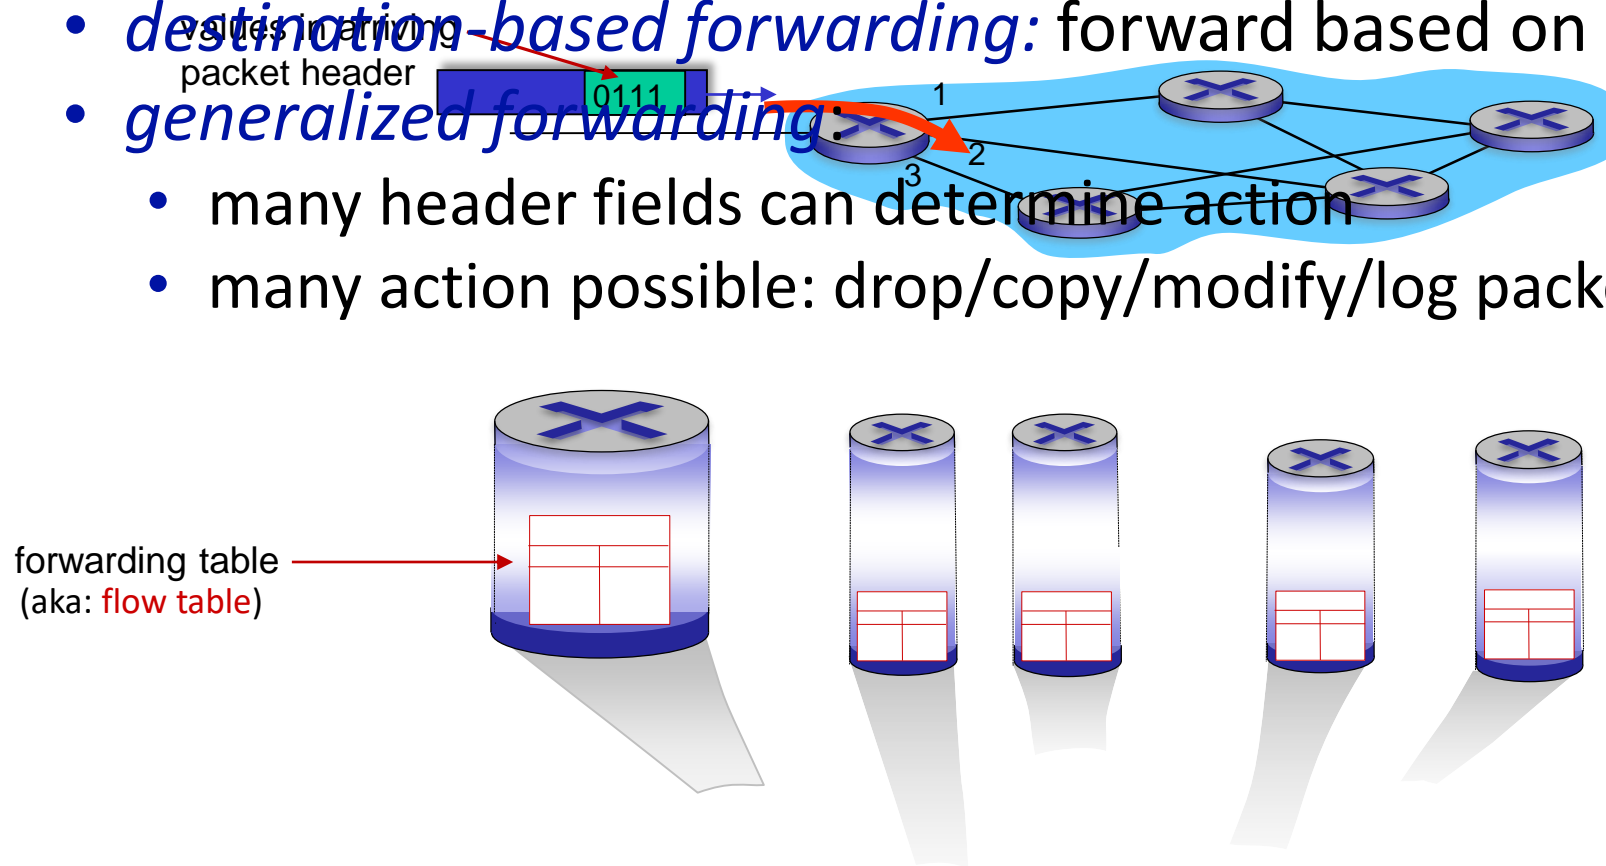 • destination-based forwarding: forward based on
values in arriving
packet header
0111
• generalized forwarding:
1
2
3
• many header fields can determine action
• many action possible: drop/copy/modify/log pack
forwarding table
(aka: flow table)